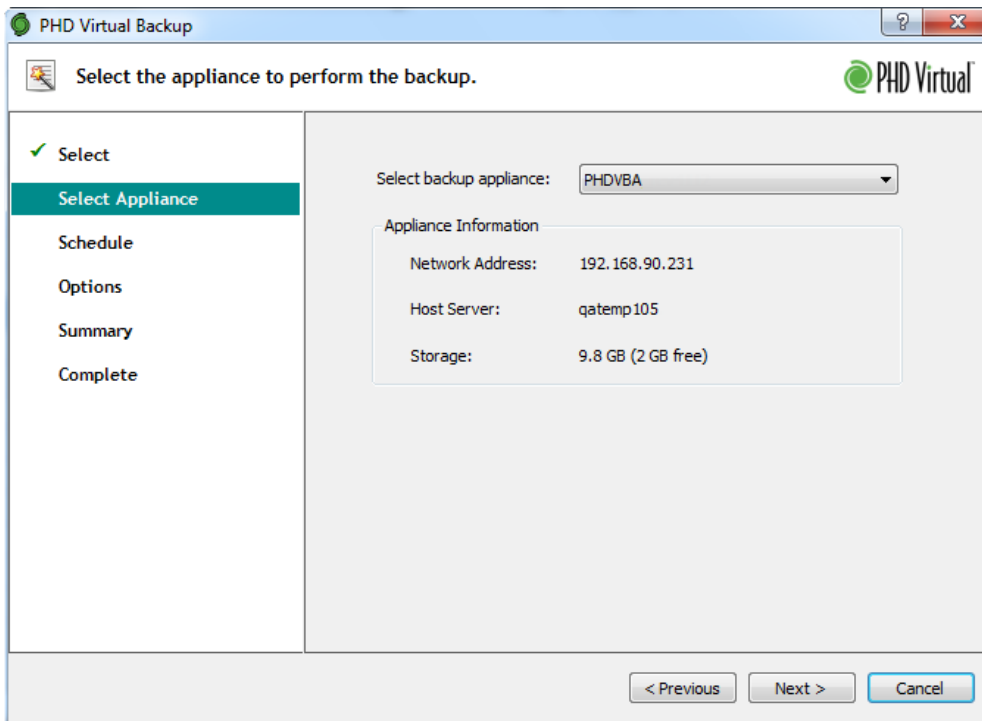 PHD Virtual Backup
Select the appliance to perform the backup.
PHD Virtual
Select
Select Appliance
Schedule
Options
Summary
Complete
Select backup appliance: PHDVBA
Appliance Information
Network Address: 192.168.90.231
Host Server: qatemp105
Storage: 9.8 GB (2 GB free)
< Previous Next > Cancel